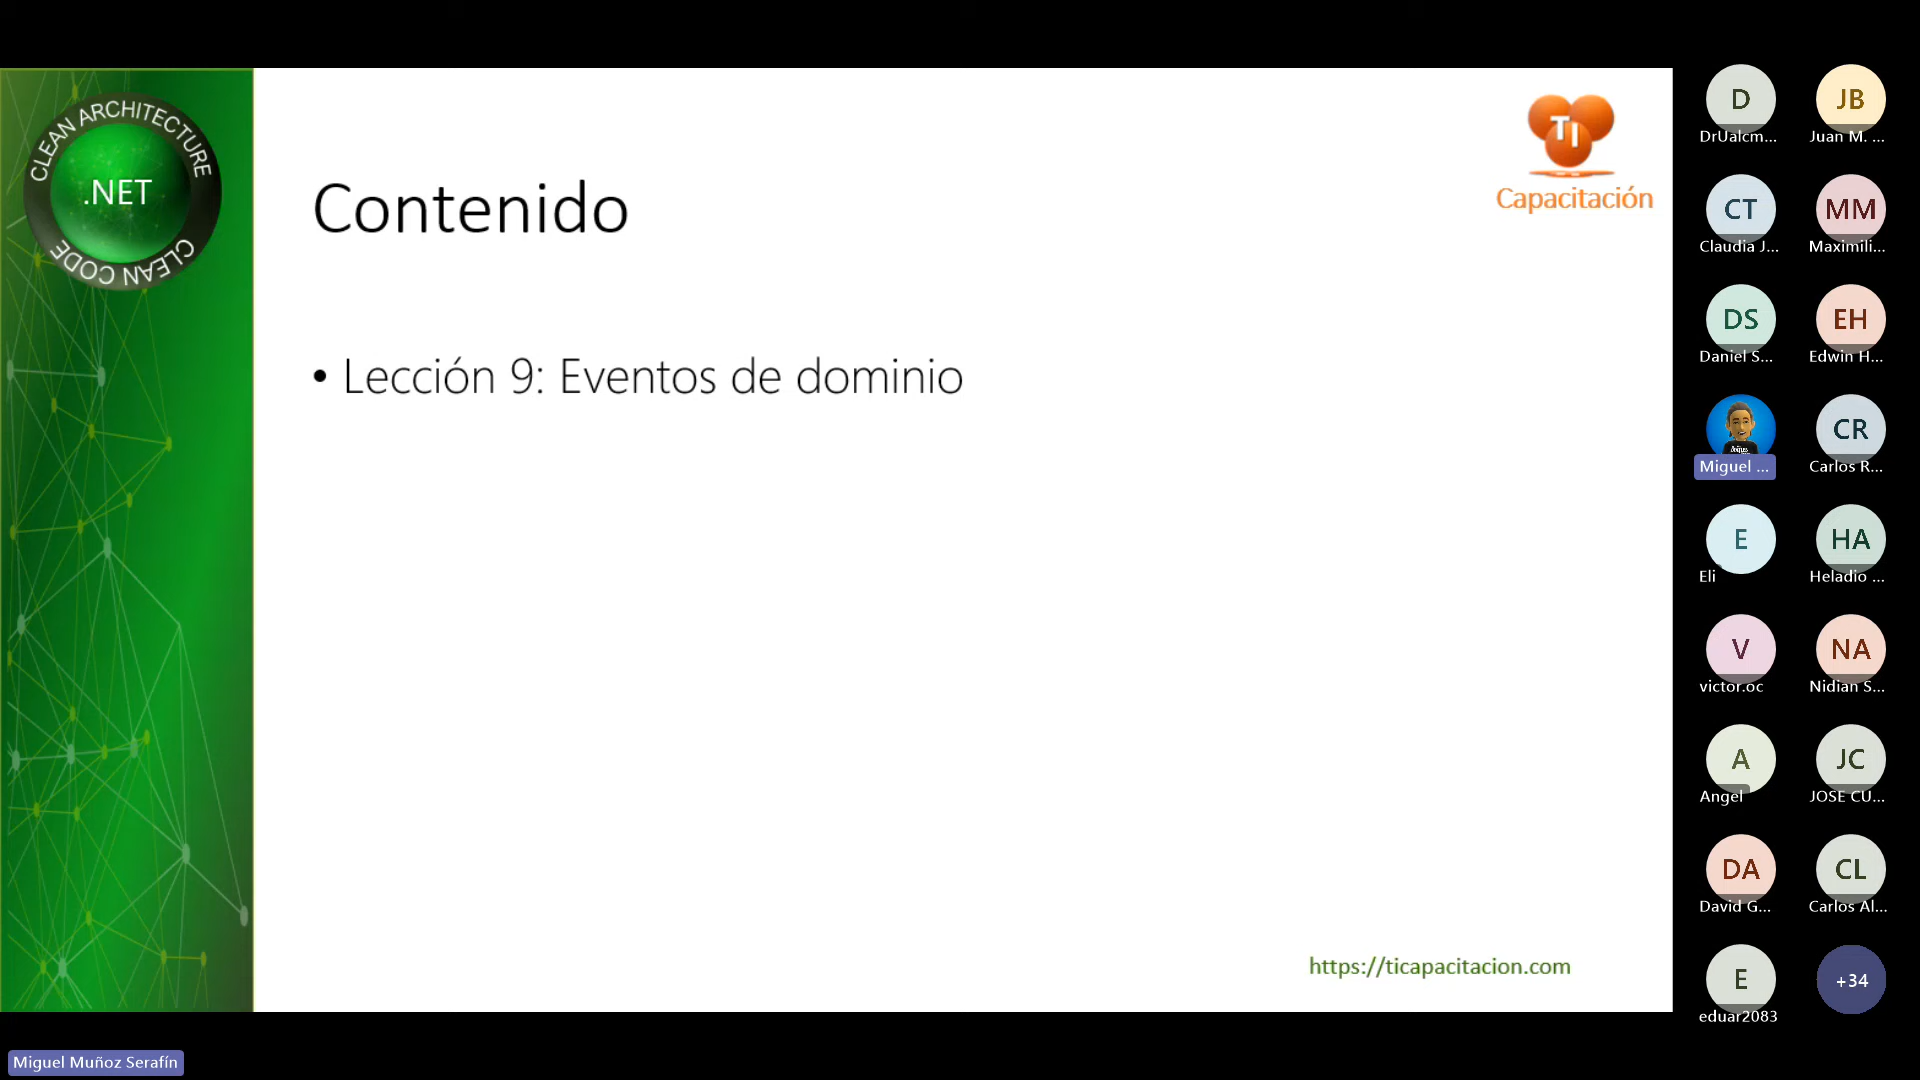 CLEAN ARCHITECTURE
.NET
CLEAN CODE
TI
Capacitación
Contenido
• Lección 9: Eventos de dominio
https://ticapacitacion.com
D
DrUalcm...
JB
Juan M. ...
CT
Claudia J...
MM
Maximili...
DS
Daniel S...
EH
Edwin H...
Miguel ...
CR
Carlos R...
E
Eli
HA
Heladio ...
V
victor.oc
NA
Nidian S...
A
Angel
JC
JOSE CU...
DA
David G...
CL
Carlos Al...
E
eduar2083
+34
Miguel Muñoz Serafín